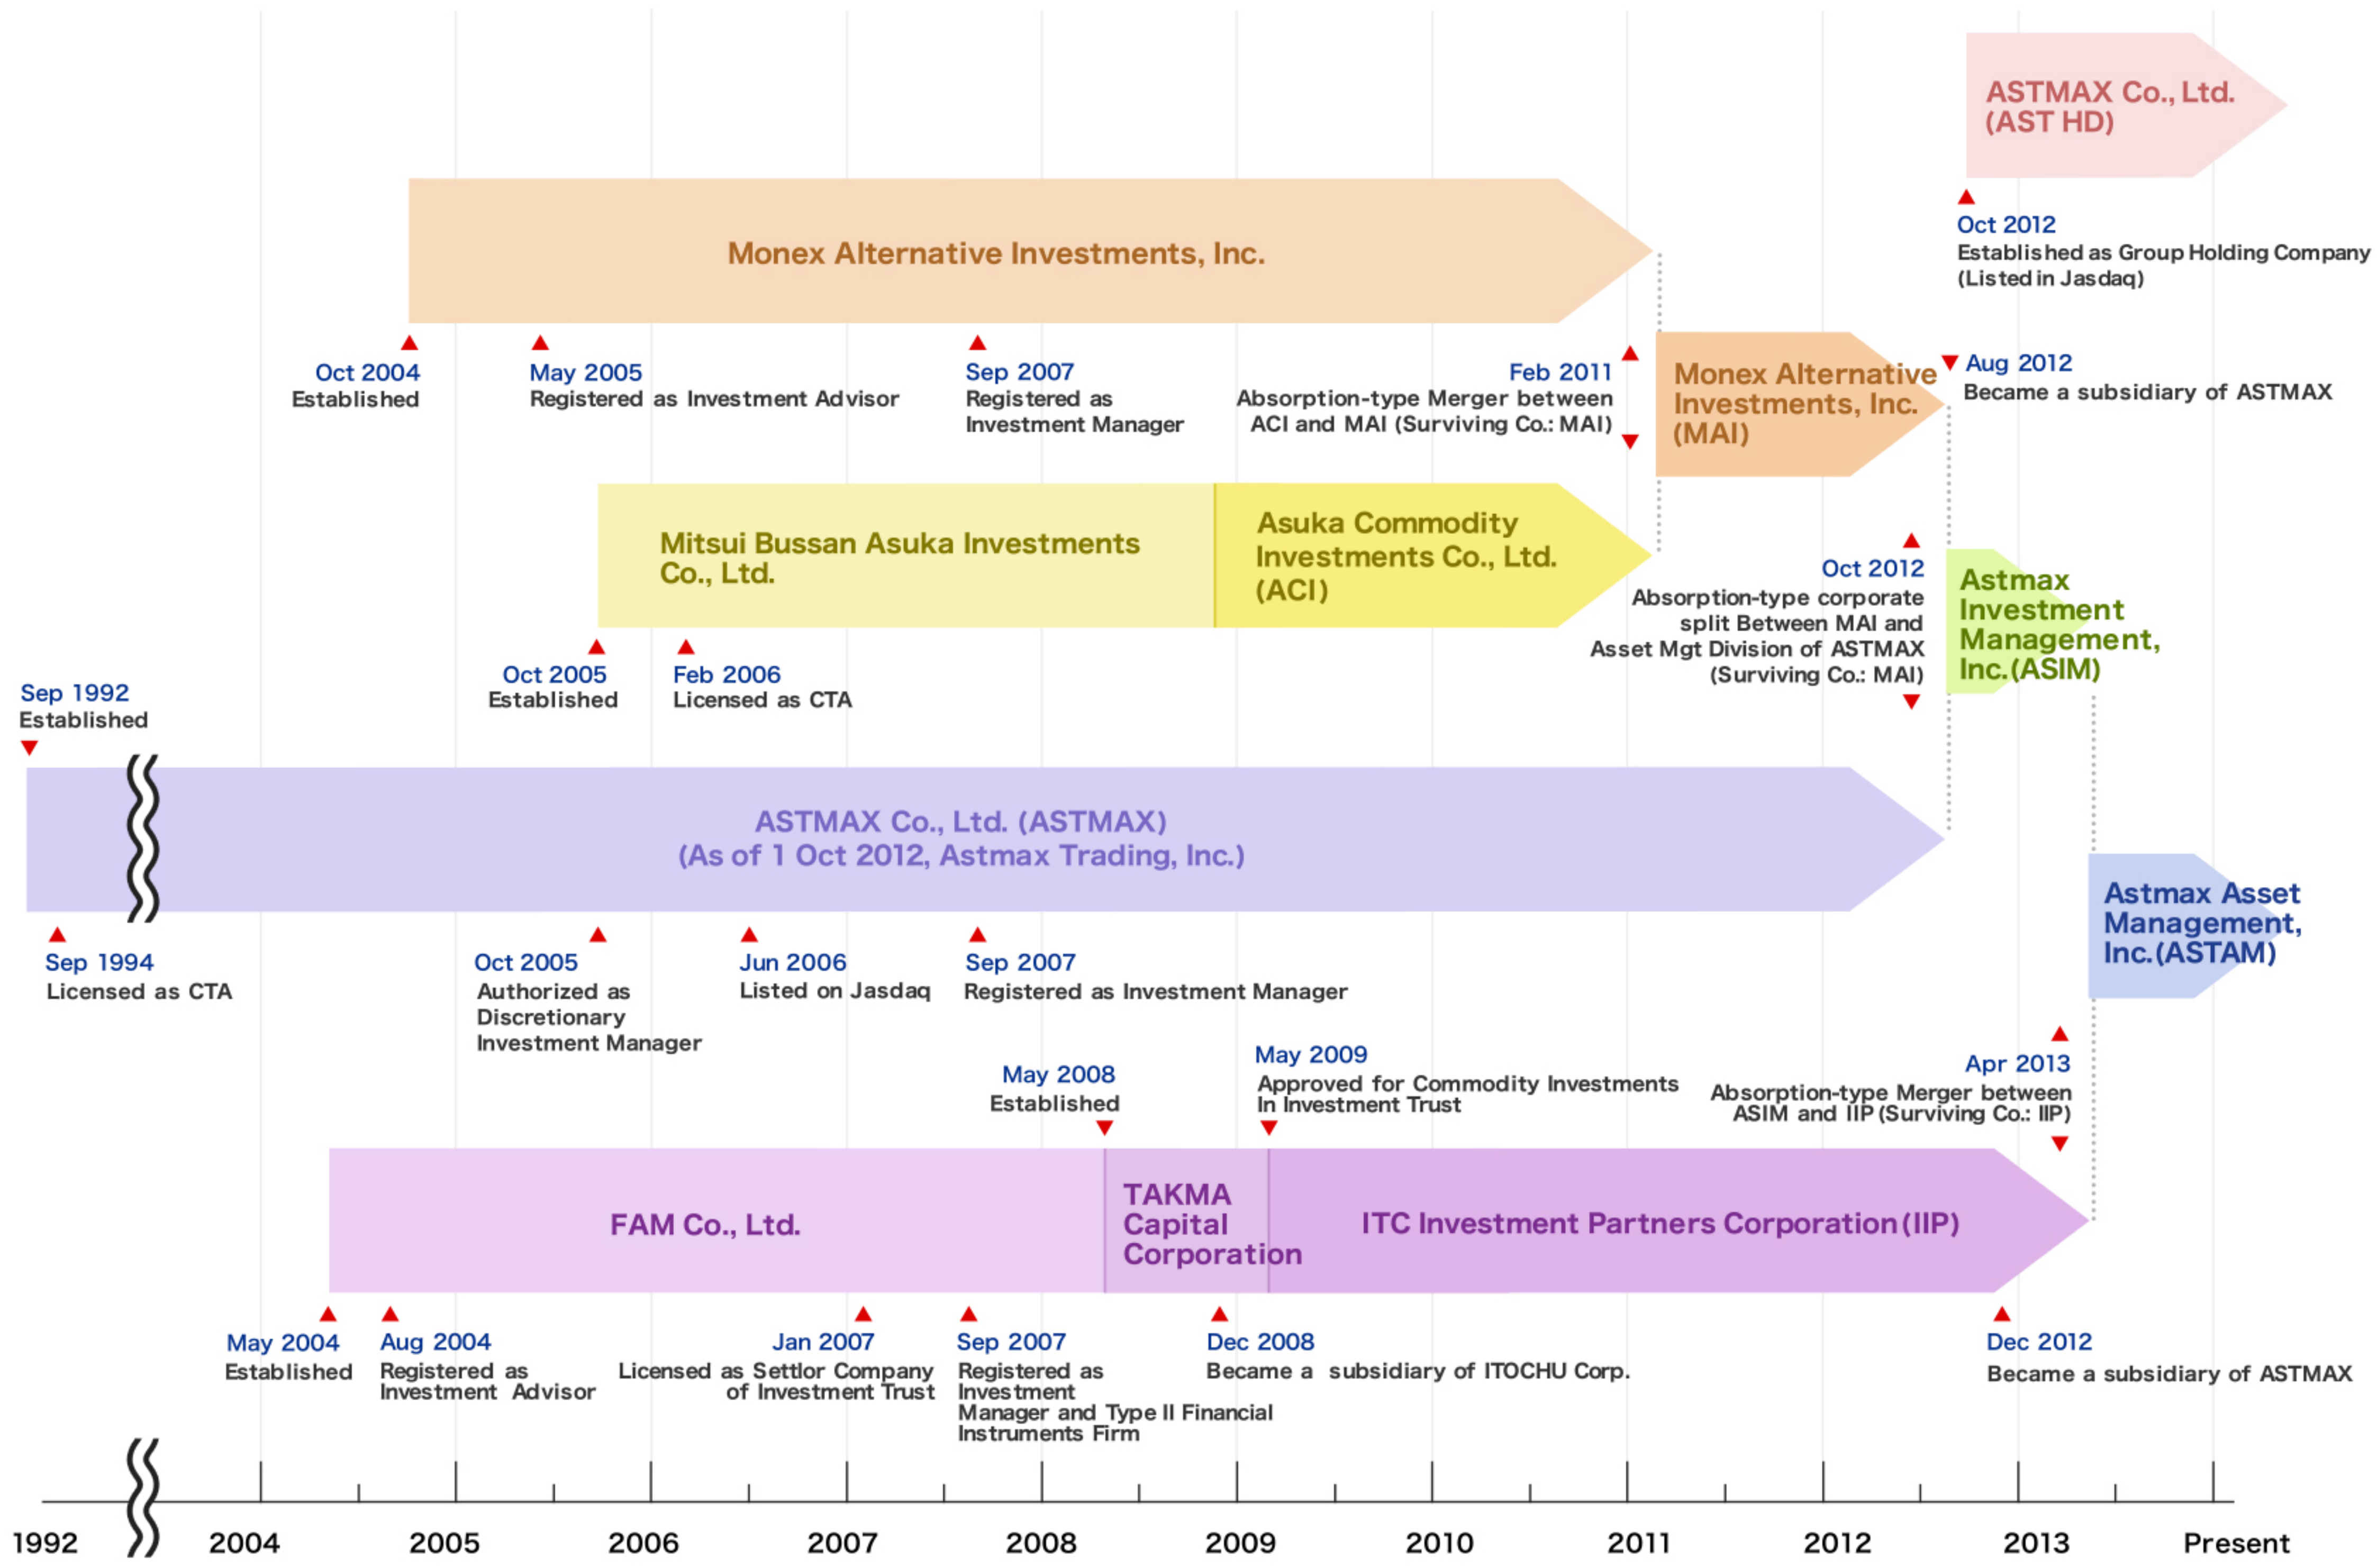 ASTMAX Co., Ltd.
(AST HD)
Oct 2012
Established as Group Holding Company
(Listed in Jasdaq)
Monex Alternative Investments, Inc.
Oct 2004
Established
May 2005
Registered as Investment Advisor
Sep 2007
Registered as
Investment Manager
Feb 2011
Absorption-type Merger between
ACI and MAI (Surviving Co.: MAI)
Monex Alternative
Investments, Inc.
(MAI)
Aug 2012
Became a subsidiary of ASTMAX
Mitsui Bussan Asuka Investments
Co., Ltd.
Asuka Commodity
Investments Co., Ltd.
(ACI)
Oct 2005
Established
Feb 2006
Licensed as CTA
Oct 2012
Absorption-type corporate
split Between MAI and
Asset Mgt Division of ASTMAX
(Surviving Co.: MAI)
Astmax
Investment
Management,
Inc.(ASIM)
Sep 1992
Established
ASTMAX Co., Ltd. (ASTMAX)
(As of 1 Oct 2012, Astmax Trading, Inc.)
Sep 1994
Licensed as CTA
Oct 2005
Authorized as
Discretionary
Investment Manager
Jun 2006
Listed on Jasdaq
Sep 2007
Registered as Investment Manager
Astmax Asset
Management,
Inc.(ASTAM)
May 2008
Established
May 2009
Approved for Commodity Investments
In Investment Trust
Apr 2013
Absorption-type Merger between
ASIM and IIP (Surviving Co.: IIP)
FAM Co., Ltd.
TAKMA
Capital
Corporation
ITC Investment Partners Corporation (IIP)
May 2004
Established
Aug 2004
Registered as
Investment Advisor
Jan 2007
Licensed as Settlor Company
of Investment Trust
Sep 2007
Registered as
Investment
Manager and Type II Financial
Instruments Firm
Dec 2008
Became a subsidiary of ITOCHU Corp.
Dec 2012
Became a subsidiary of ASTMAX
1992 2004 2005 2006 2007 2008 2009 2010 2011 2012 2013 Present